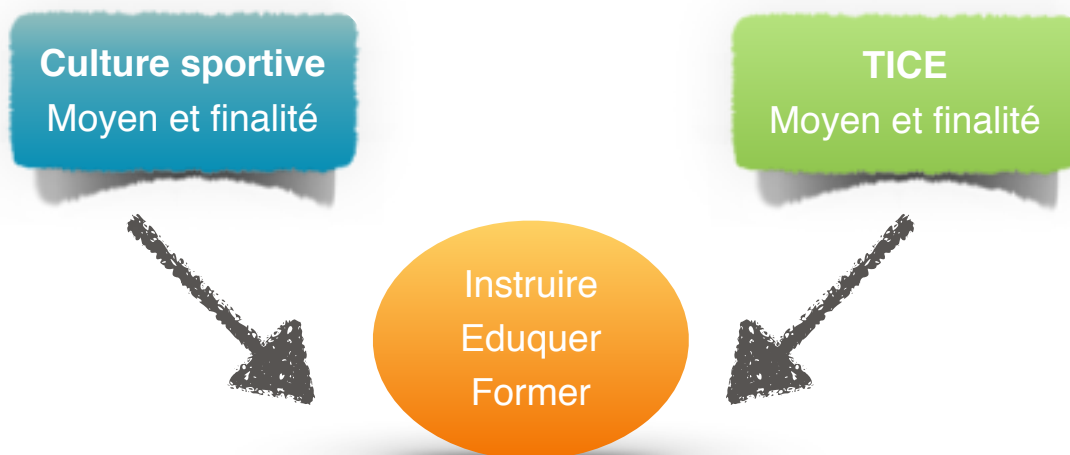 Culture sportive
Moyen et finalité
TICE
Moyen et finalité
Instruire
Eduquer
Former